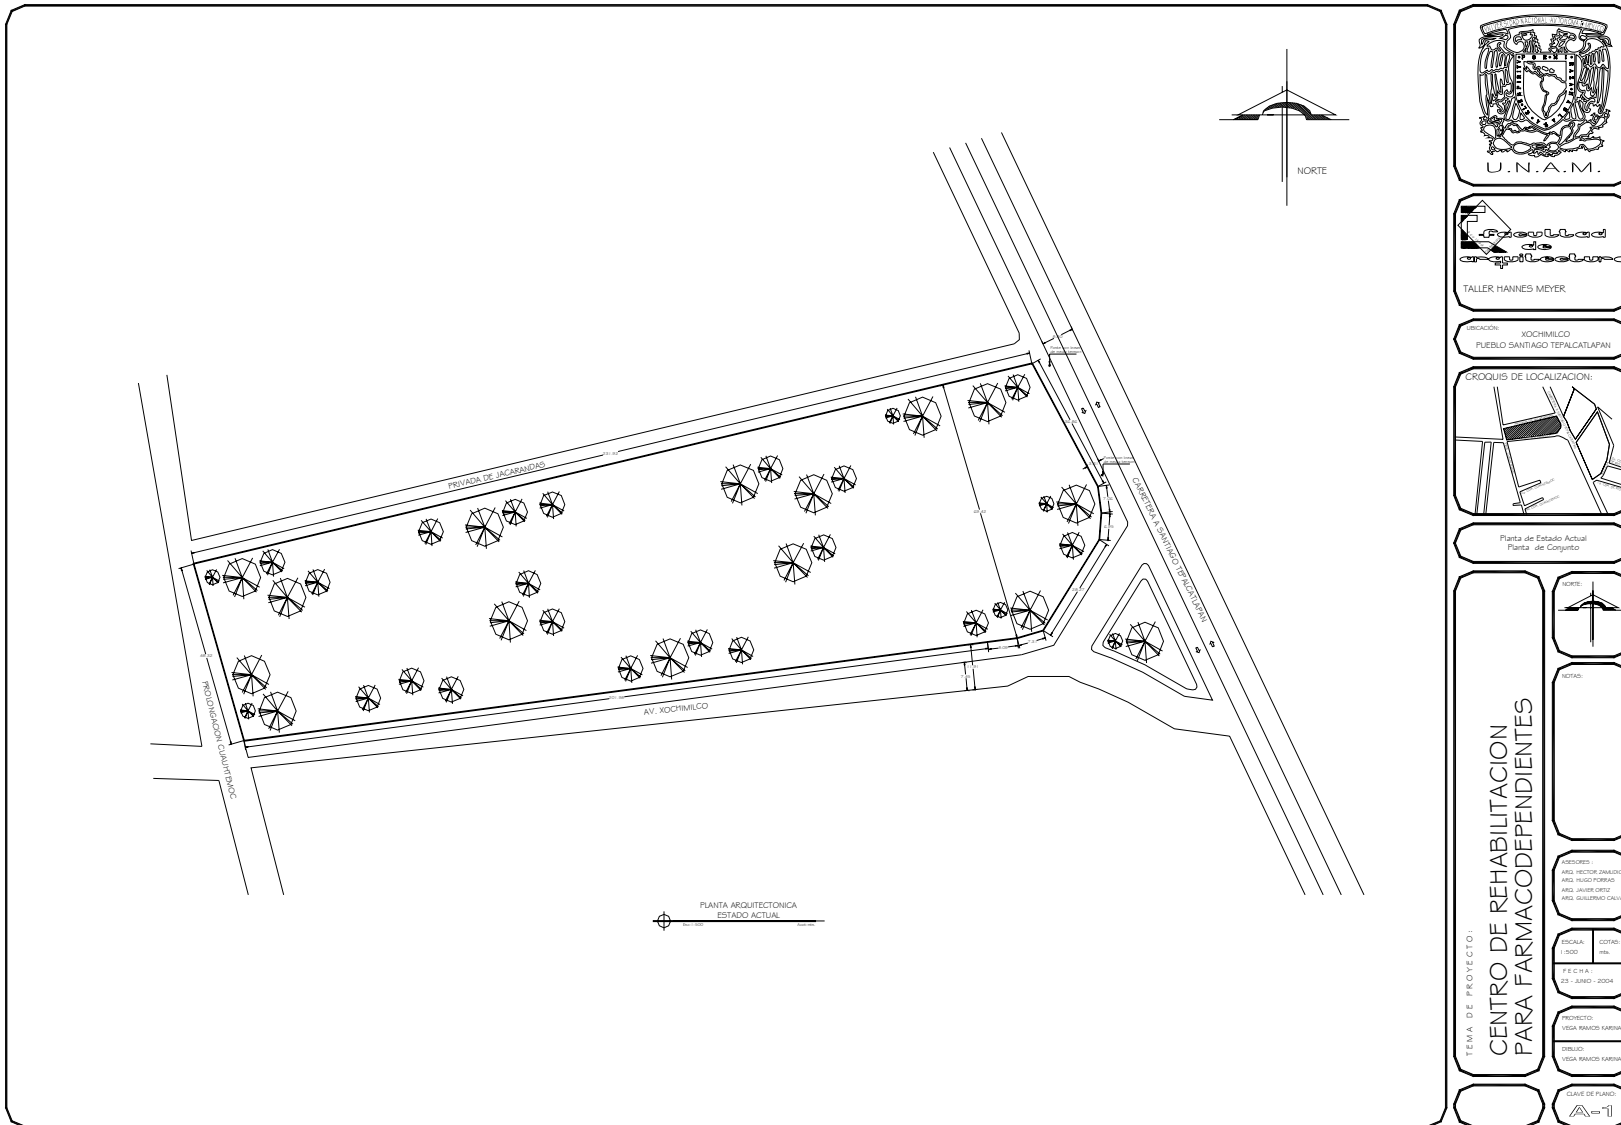 NORTE
PRIVADA DE JACARANDAS
CARRETERA A SANTIAGO TEPALCATLAPAN
PROLONGACION CUAUHTEMOC
AV. XOCHIMILCO
PLANTA ARQUITECTONICA
ESTADO ACTUAL
U.N.A.M.
facultad
de
arquitectura
TALLER HANNES MEYER
UBICACIÓN:
XOCHIMILCO
PUEBLO SANTIAGO TEPALCATLAPAN
CROQUIS DE LOCALIZACION:
Planta de Estado Actual
Planta de Conjunto
TEMA DE PROYECTO:
CENTRO DE REHABILITACION
PARA FARMACODEPENDIENTES
NORTE:
NOTAS:
ASESORES :
ARQ. HECTOR ZAMUDIO
ARQ. HUGO PORRAS
ARQ. JAVIER ORTIZ
ARQ. GUILLERMO
ESCALA:
1:500
COTAS:
mts.
FECHA:
23 - JUNIO - 2004
PROYECTO:
VEGA RAMOS KARINA
DIBUJO:
VEGA RAMOS KARINA
CLAVE DE PLANO:
A-1